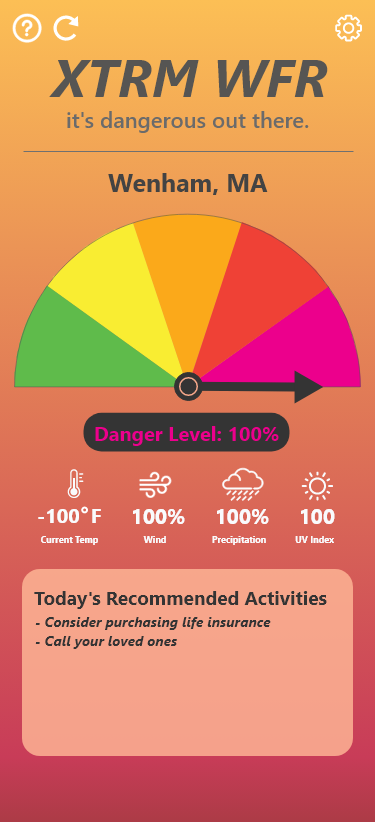 ?
XTRM WFR
it's dangerous out there.
Wenham, MA
Danger Level: 100%
-100°F 100% 100% 100
Current Temp Wind Precipitation UV Index
Today's Recommended Activities
- Consider purchasing life insurance
- Call your loved ones